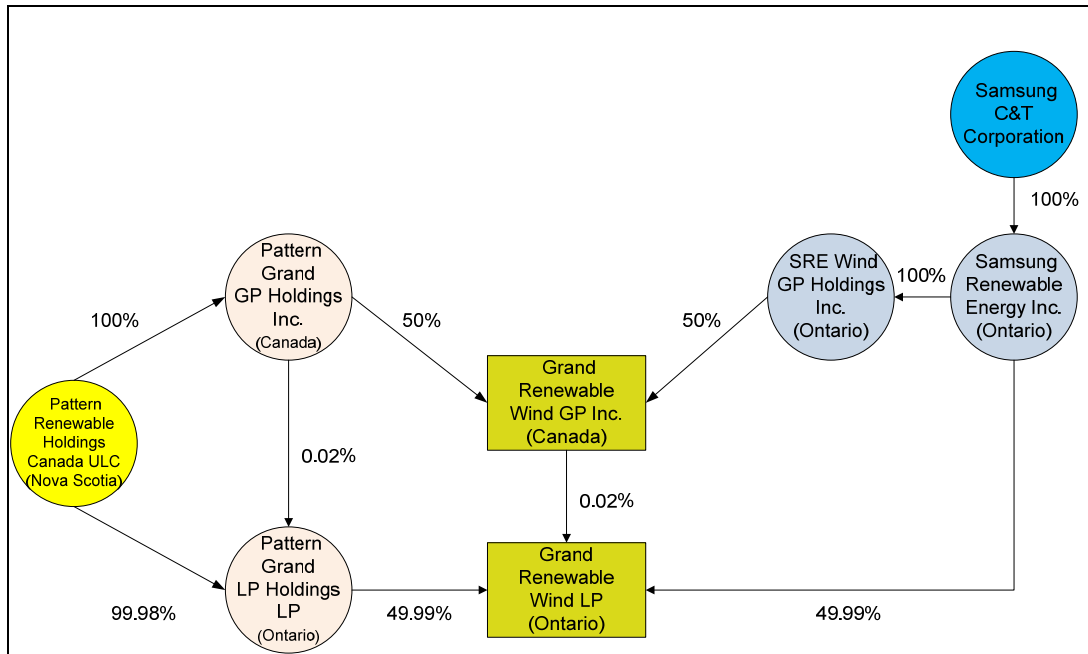 Samsung
C&T
Corporation
100%
Pattern
Grand
GP Holdings
Inc.
(Canada)
SRE Wind
GP Holdings
Inc.
(Ontario)
100%
Samsung
Renewable
Energy Inc.
(Ontario)
100%
50%
50%
Grand
Renewable
Wind GP Inc.
(Canada)
Pattern
Renewable
Holdings
Canada ULC
(Nova Scotia)
0.02%
0.02%
Pattern
Grand
LP Holdings
LP
(Ontario)
Grand
Renewable
Wind LP
(Ontario)
99.98%
49.99%
49.99%